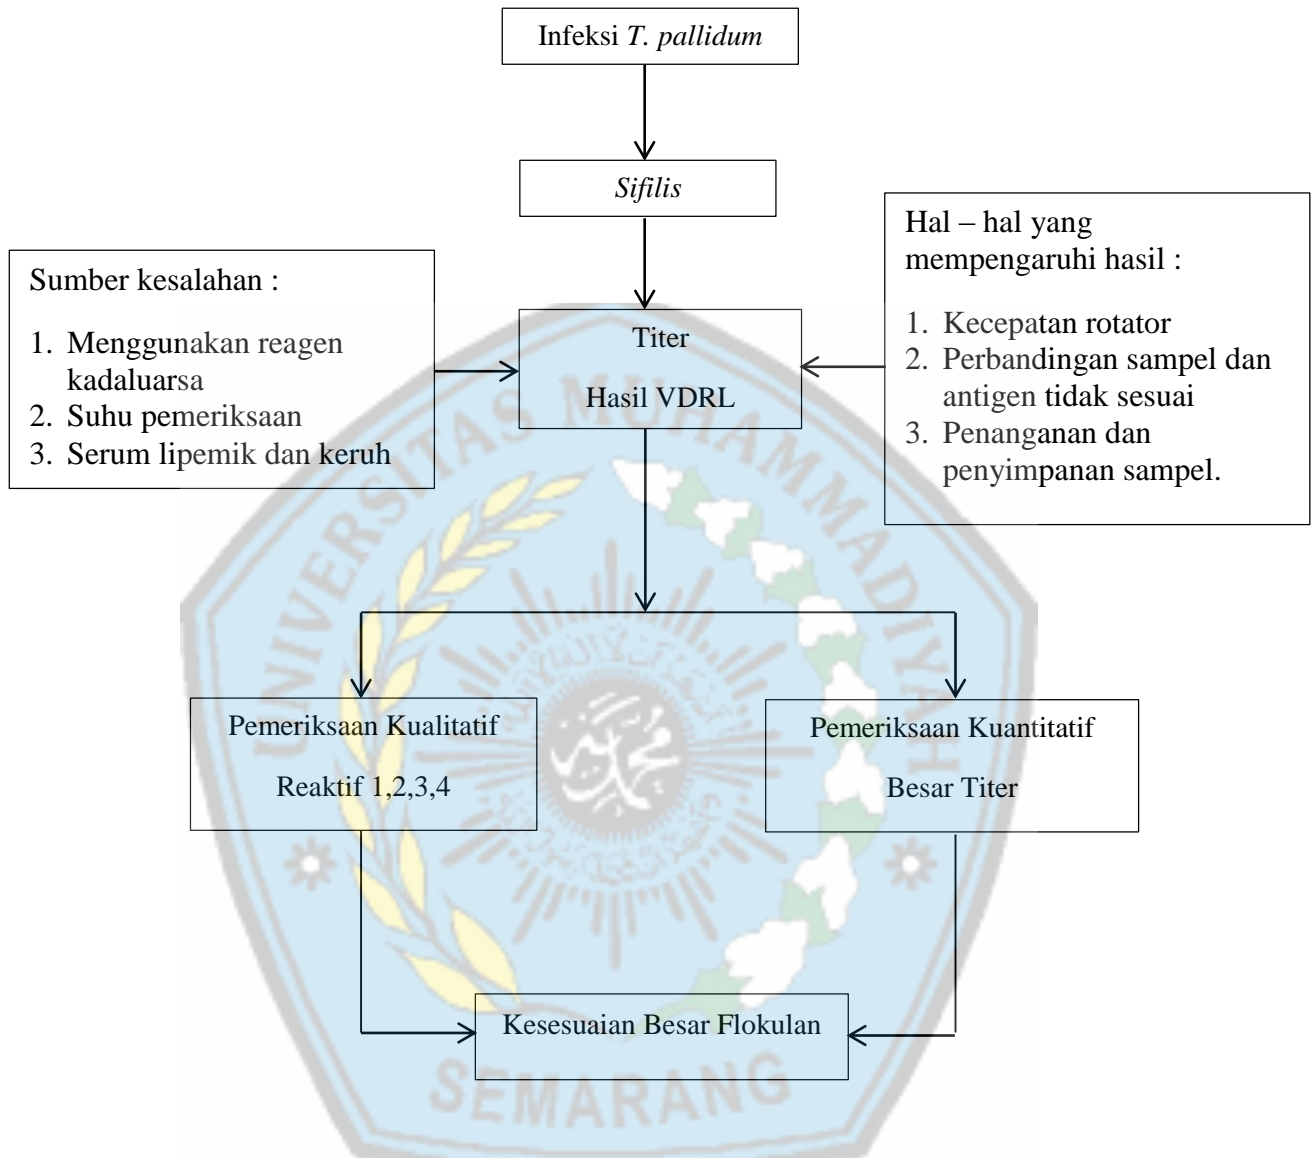 Infeksi T. pallidum
Sifilis
Sumber kesalahan :
1. Menggunakan reagen
kadaluarsa
2. Suhu pemeriksaan
3. Serum lipemik dan keruh
Titer
Hasil VDRL
Hal – hal yang
mempengaruhi hasil :
1. Kecepatan rotator
2. Perbandingan sampel dan
antigen tidak sesuai
3. Penanganan dan
penyimpanan sampel.
Pemeriksaan Kualitatif
Reaktif 1,2,3,4
Pemeriksaan Kuantitatif
Besar Titer
Kesesuaian Besar Flokulan
UNIVERSITAS MUHAMMADIYAH
SEMARANG